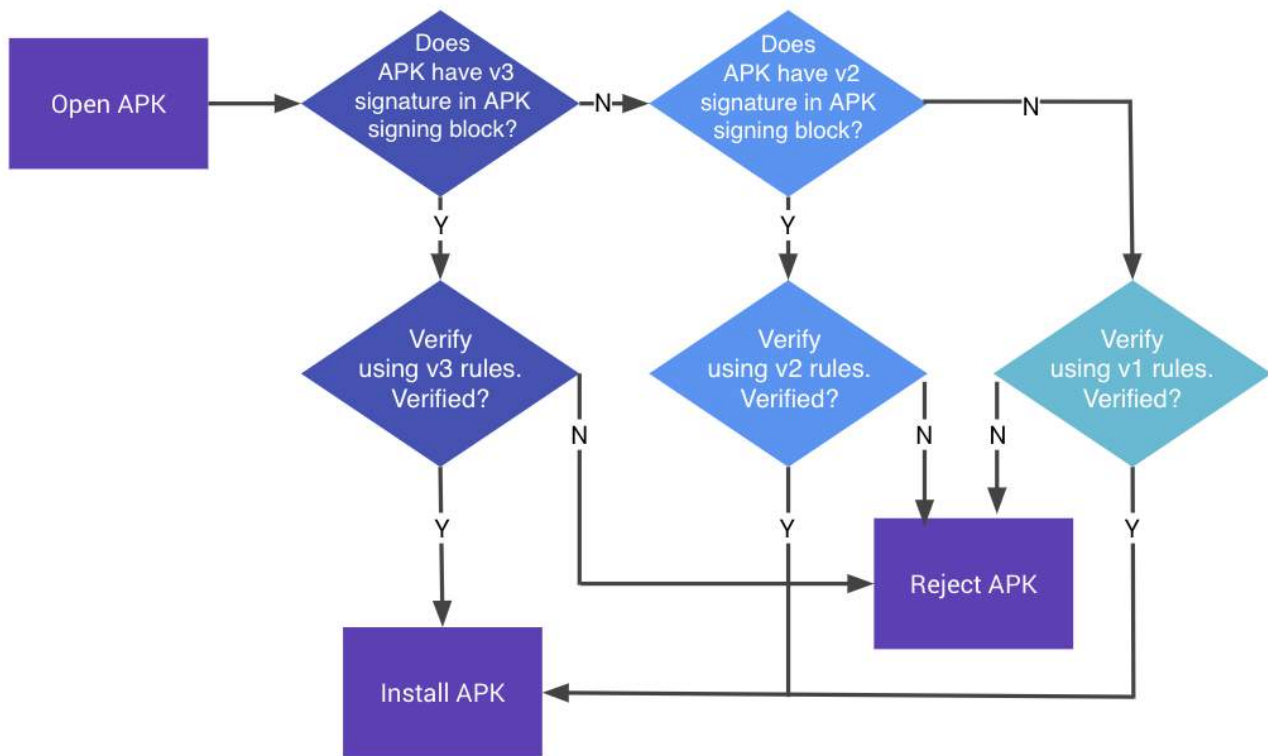 Open APK
Does
APK have v3
signature in APK
signing block?
N
Does
APK have v2
signature in APK
signing block?
N
Y
Y
Verify
using v3 rules.
Verified?
Verify
using v2 rules.
Verified?
Verify
using v1 rules.
Verified?
N
N
N
Y
Y
Y
Reject APK
Install APK